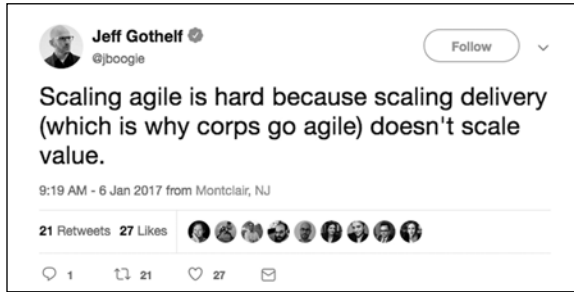 Jeff Gothelf
@jboogie
Follow
Scaling agile is hard because scaling delivery
(which is why corps go agile) doesn't scale
value.
9:19 AM - 6 Jan 2017 from Montclair, NJ
21 Retweets 27 Likes
1 21 27